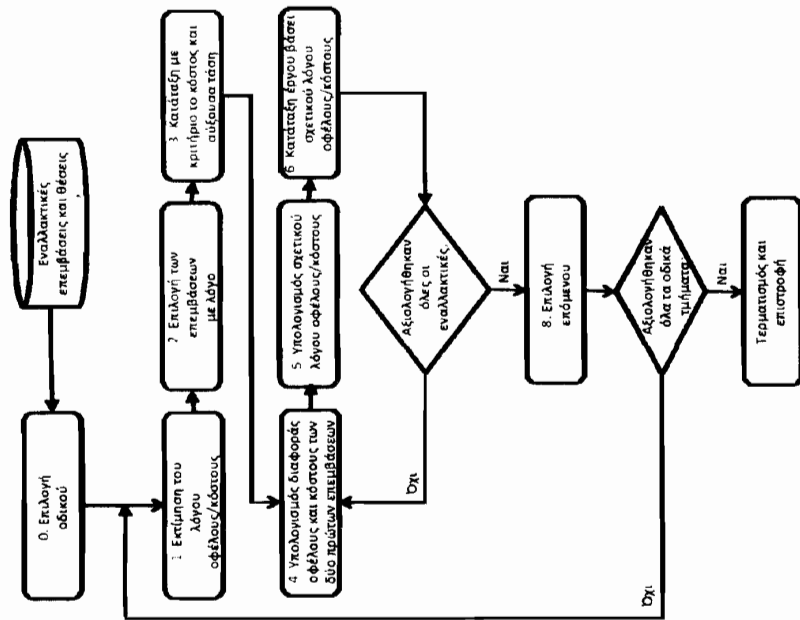 Εναλλακτικές
επεμβάσεις και θέσεις
0. Επιλογή
οδικού
1 Εκτίμηση του
λόγου
οφέλους/κόστους
2 Επιλογή των
επεμβάσεων
με λόγο
3 Κατάταξη με
κριτήριο το κόστος και
αύξουσα τάση
4 Υπολογισμός διαφοράς
οφέλους και κόστους των
δύο πρώτων επεμβάσεων
5 Υπολογισμός σχετικού
λόγου οφέλους/κόστους
6 Κατάταξη έργου βάσει
σχετικού λόγου
οφέλους/κόστους
Αξιολογήθηκαν
όλες οι
εναλλακτικές,
Όχι
Ναι
8. Επιλογή
επόμενου
Αξιολογήθηκαν
όλα τα οδικά
τμήματα.
Όχι
Ναι
Τερματισμός και
επιστροφή